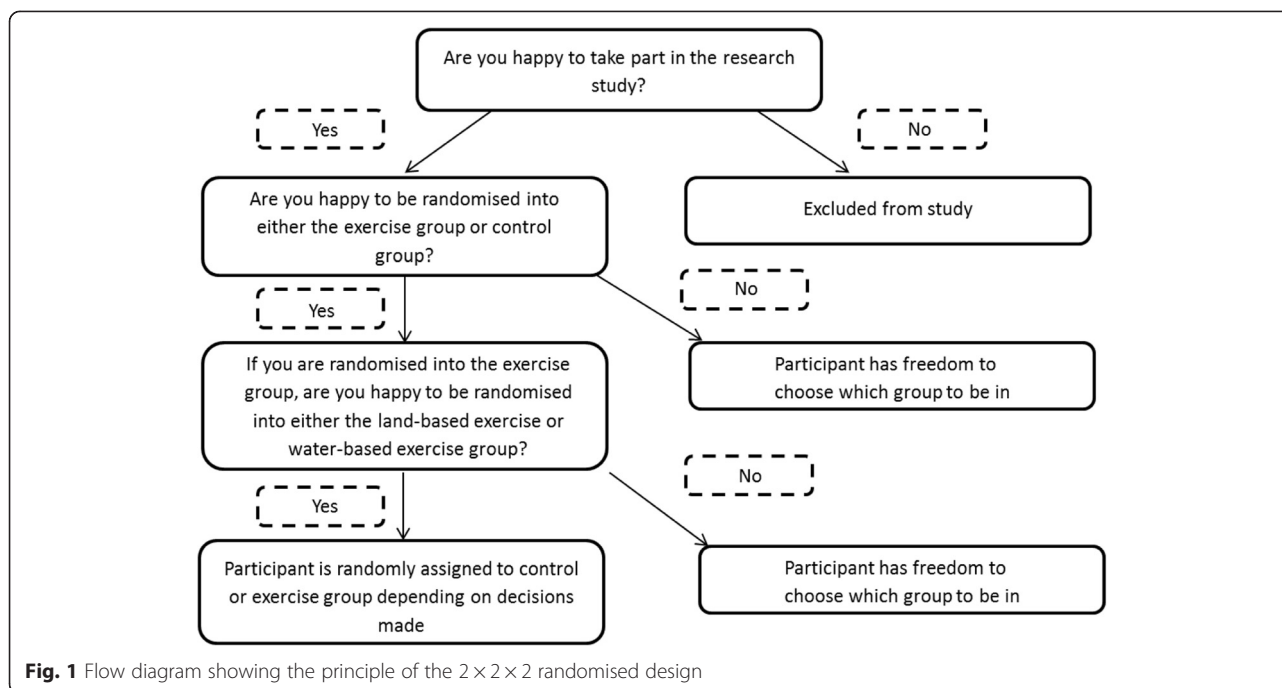 Are you happy to take part in the research
study?
Yes
No
Are you happy to be randomised into
either the exercise group or control
group?
Excluded from study
Yes
No
If you are randomised into the exercise
group, are you happy to be randomised
into either the land-based exercise or
water-based exercise group?
Participant has freedom to
choose which group to be in
Yes
No
Participant is randomly assigned to control
or exercise group depending on decisions
made
Participant has freedom to
choose which group to be in
Fig. 1 Flow diagram showing the principle of the 2 × 2 × 2 randomised design